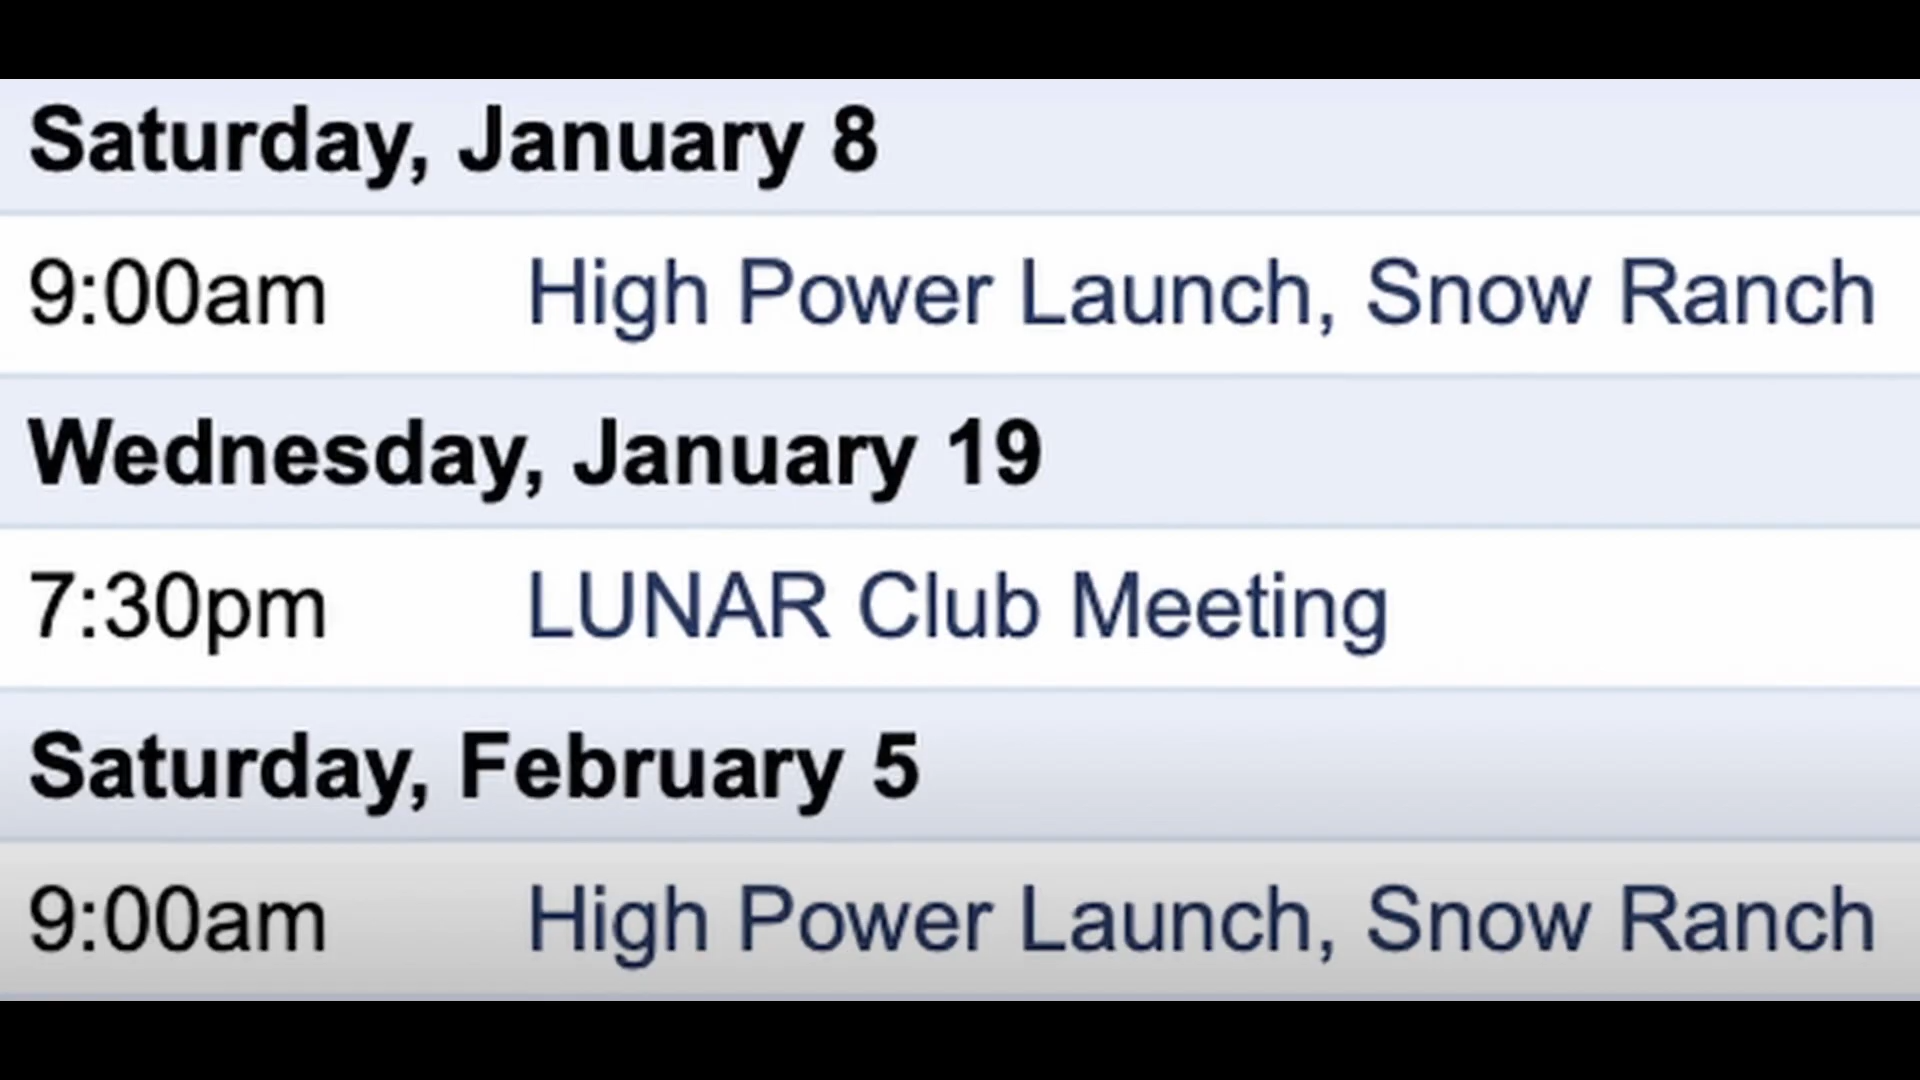 Saturday, January 8
9:00am High Power Launch, Snow Ranch
Wednesday, January 19
7:30pm LUNAR Club Meeting
Saturday, February 5
9:00am High Power Launch, Snow Ranch